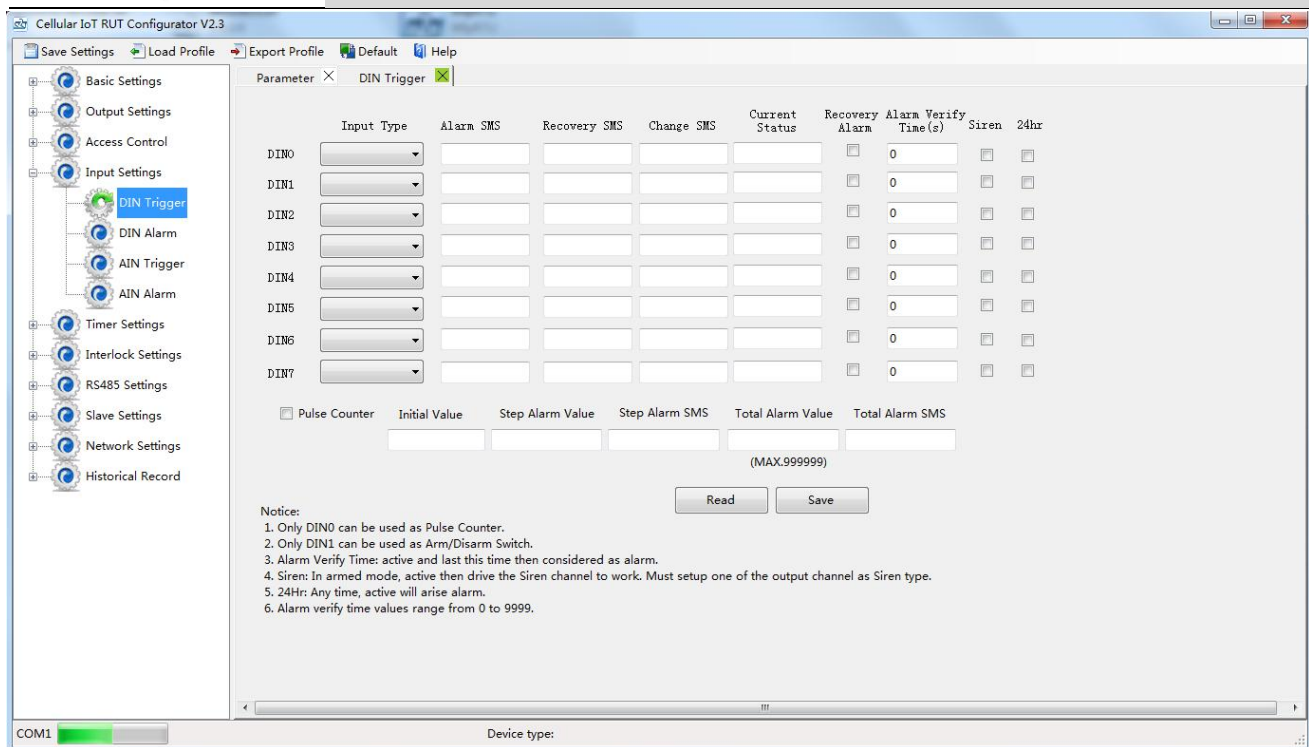 Cellular IoT RUT Configurator V2.3
Save Settings Load Profile Export Profile Default Help
Basic Settings
Output Settings
Access Control
Input Settings
DIN Trigger
DIN Alarm
AIN Trigger
AIN Alarm
Timer Settings
Interlock Settings
RS485 Settings
Slave Settings
Network Settings
Historical Record
Parameter DIN Trigger
Input Type Alarm SMS Recovery SMS Change SMS Current Status Recovery Alarm Alarm Verify Time(s) Siren 24hr
DIN0 0
DIN1 0
DIN2 0
DIN3 0
DIN4 0
DIN5 0
DIN6 0
DIN7 0
Pulse Counter Initial Value Step Alarm Value Step Alarm SMS Total Alarm Value Total Alarm SMS
(MAX.999999)
Read Save
Notice:
1. Only DIN0 can be used as Pulse Counter.
2. Only DIN1 can be used as Arm/Disarm Switch.
3. Alarm Verify Time: active and last this time then considered as alarm.
4. Siren: In armed mode, active then drive the Siren channel to work. Must setup one of the output channel as Siren type.
5. 24Hr: Any time, active will arise alarm.
6. Alarm verify time values range from 0 to 9999.
COM1 Device type: